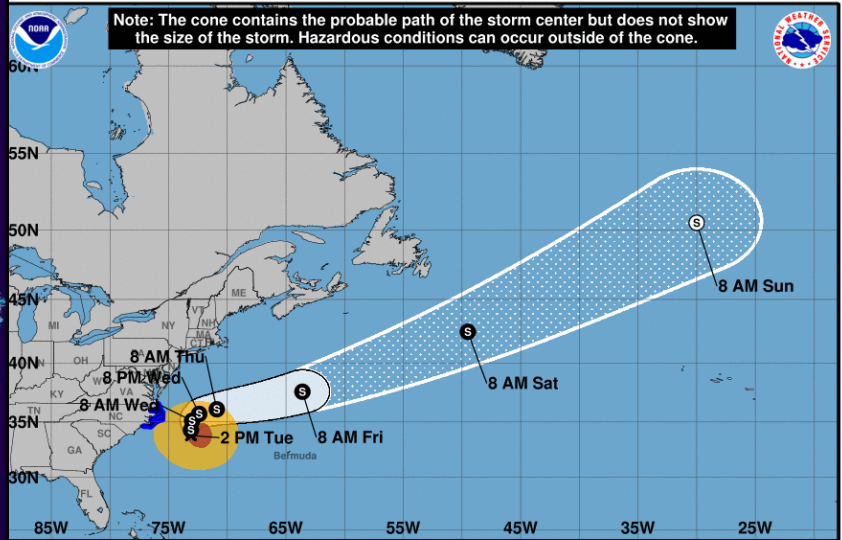 Note: The cone contains the probable path of the storm center but does not show
the size of the storm. Hazardous conditions can occur outside of the cone.
NOAA
NATIONAL WEATHER SERVICE
60N
55N
50N
8 AM Sun
45N
ME
MI
NY
VT
NH
MA
CT
40N
OH
8 AM Thu
8 AM Sat
KY
8 PM Wed
VA
8 AM Wed
TN
NC
35N
SC
2 PM Tue
8 AM Fri
GA
Bermuda
30N
FL
S
S
S
S
S
S
S
85W
75W
65W
55W
45W
35W
25W